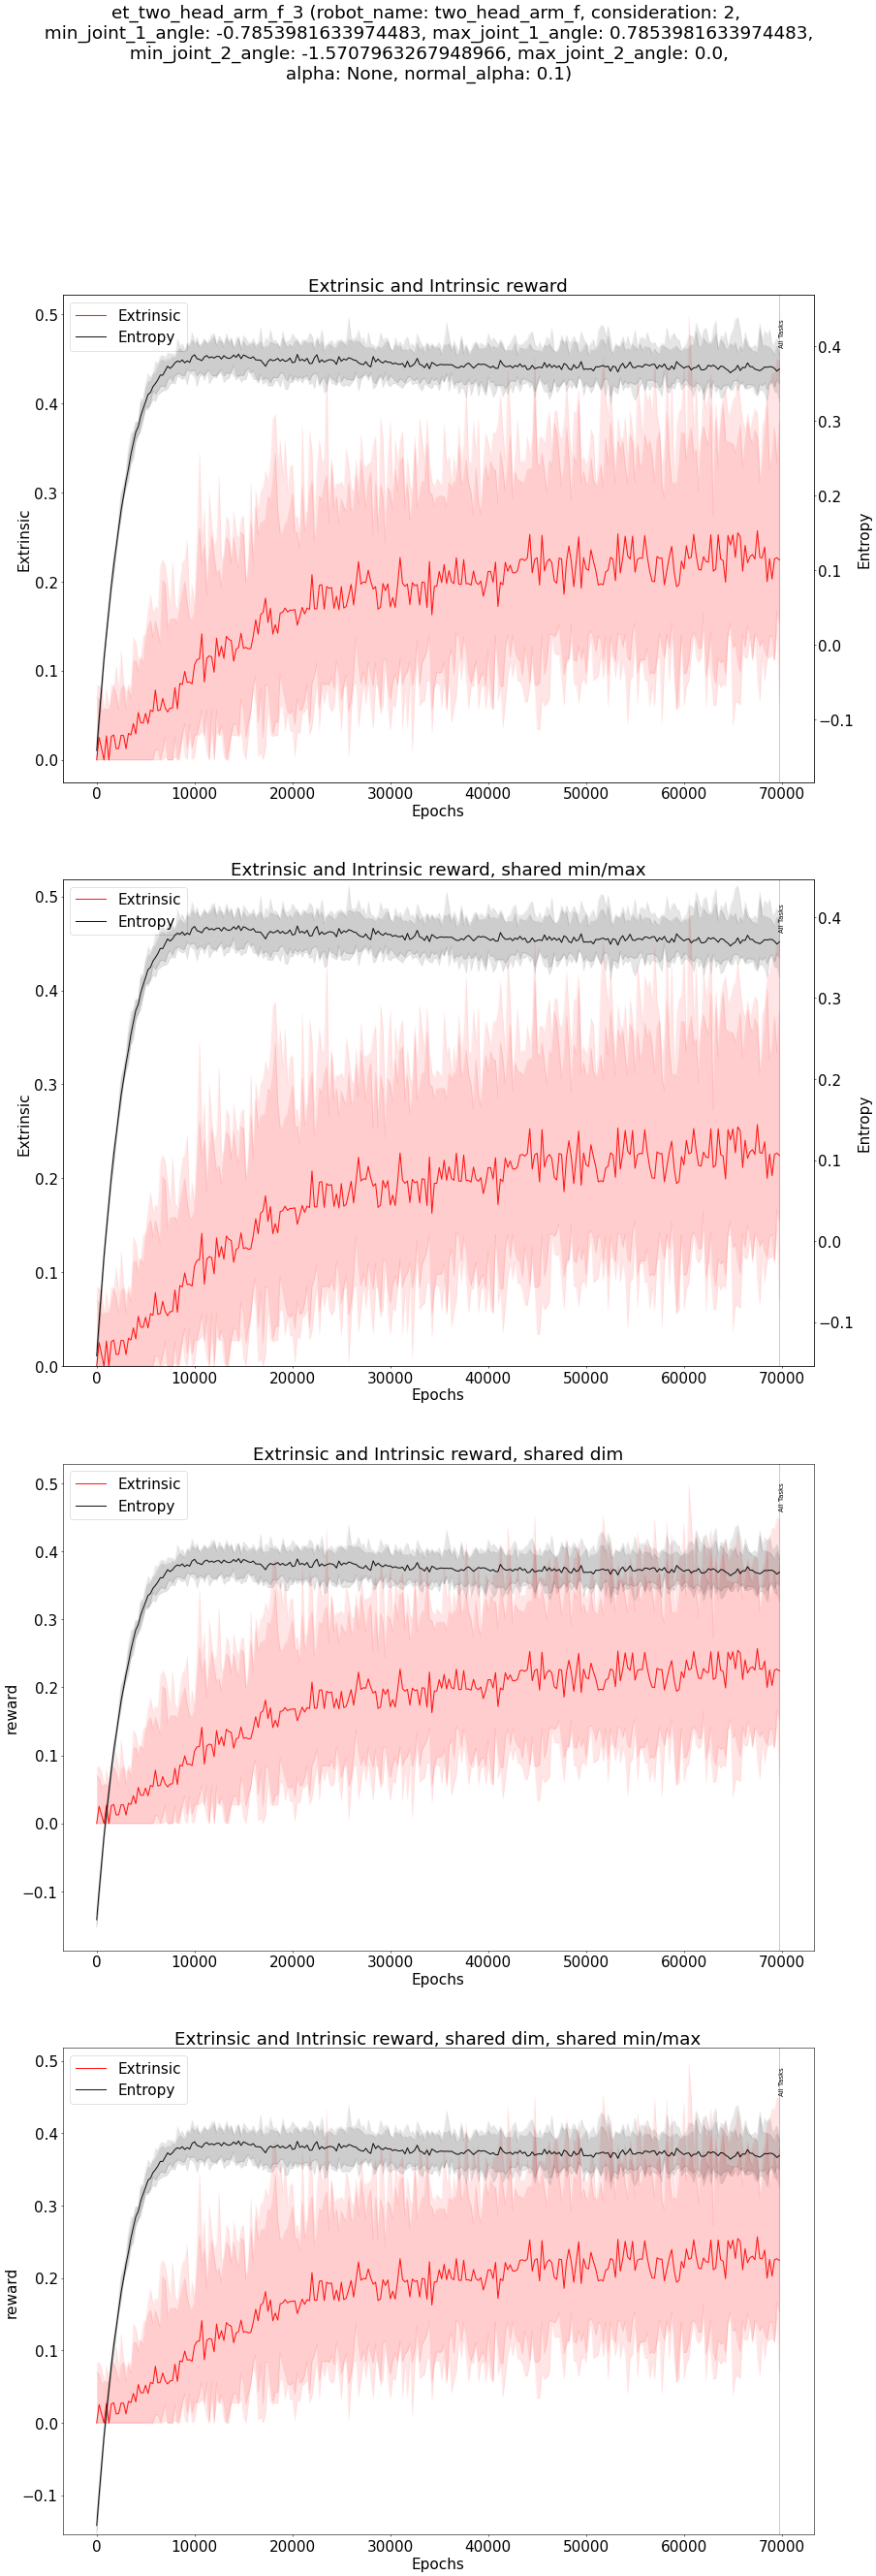 et_two_head_arm_f_3 (robot_name: two_head_arm_f, consideration: 2,
min_joint_1_angle: -0.7853981633974483, max_joint_1_angle: 0.7853981633974483,
min_joint_2_angle: -1.5707963267948966, max_joint_2_angle: 0.0,
alpha: None, normal_alpha: 0.1)
Extrinsic and Intrinsic reward
Extrinsic
Entropy
All Tasks
0.5
0.4
0.3
0.2
0.1
0.0
Extrinsic
0.4
0.3
0.2
0.1
0.0
−0.1
Entropy
0 10000 20000 30000 40000 50000 60000 70000
Epochs
Extrinsic and Intrinsic reward, shared min/max
Extrinsic
Entropy
All Tasks
0.5
0.4
0.3
0.2
0.1
0.0
Extrinsic
0.4
0.3
0.2
0.1
0.0
−0.1
Entropy
0 10000 20000 30000 40000 50000 60000 70000
Epochs
Extrinsic and Intrinsic reward, shared dim
Extrinsic
Entropy
All Tasks
0.5
0.4
0.3
0.2
0.1
0.0
−0.1
reward
0 10000 20000 30000 40000 50000 60000 70000
Epochs
Extrinsic and Intrinsic reward, shared dim, shared min/max
Extrinsic
Entropy
All Tasks
0.5
0.4
0.3
0.2
0.1
0.0
−0.1
reward
0 10000 20000 30000 40000 50000 60000 70000
Epochs